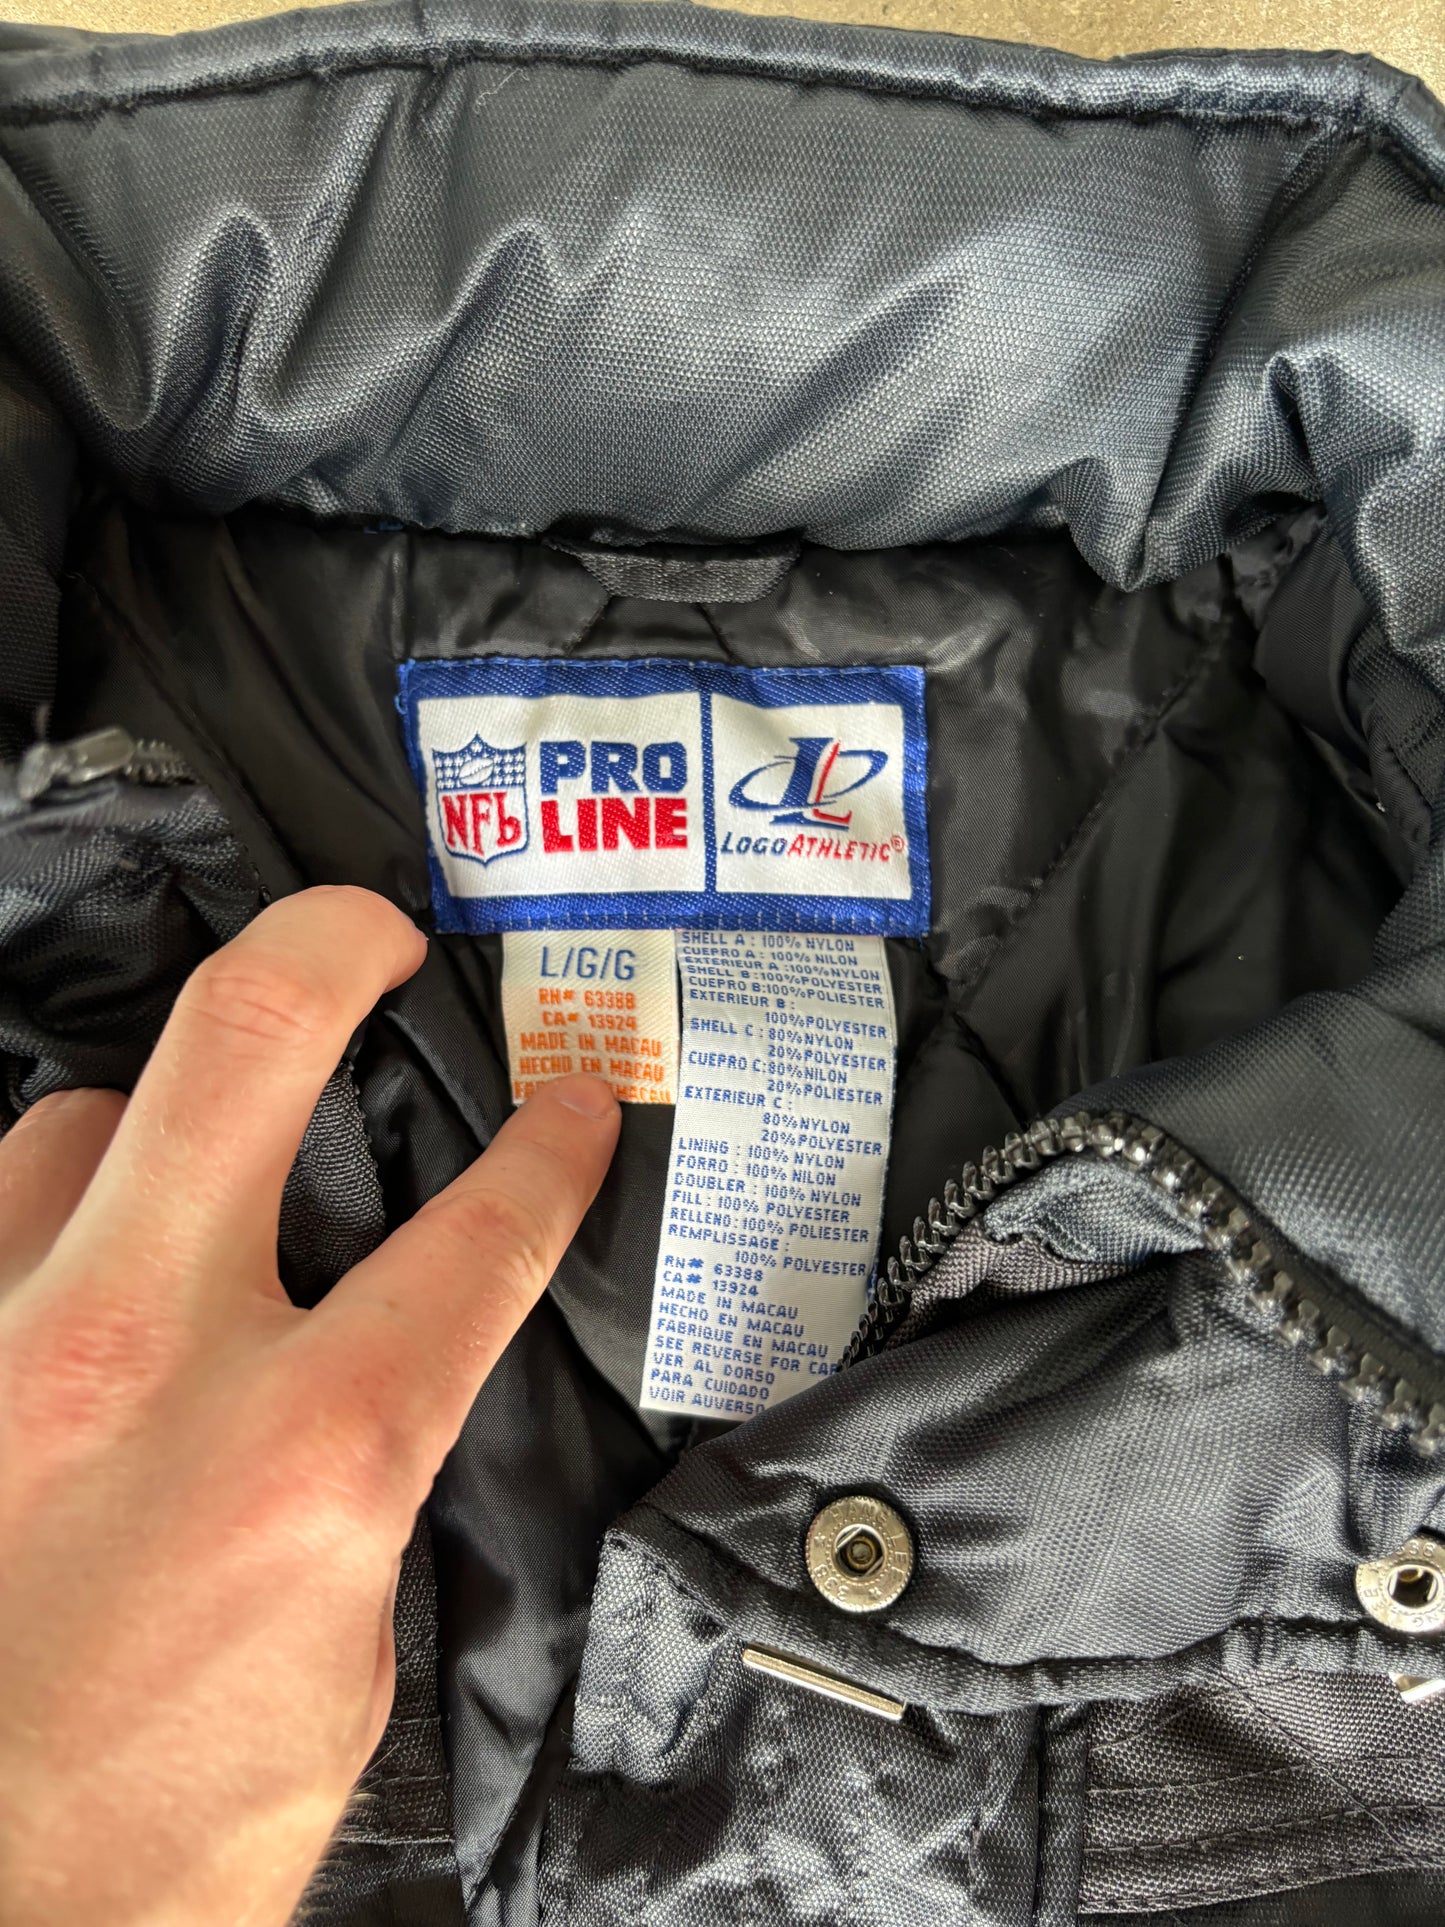 NFL
PRO
LINE
LOGOATHLETIC®
L/G/G
RN# 63388
CA# 13924
MADE IN MACAU
HECHO EN MACAU
MACAU
SHELL A : 100% NYLON
CUEPRO A : 100% NILON
EXTERIEUR A :100% NYLON
SHELL B :100% POLYESTER
CUEPRO B:100% POLIESTER
EXTERIEUR B :
100% POLYESTER
SHELL C : 80% NYLON
20% POLYESTER
CUEPRO C:80% NILON
20% POLIESTER
EXTERIEUR C :
80% NYLON
20% POLYESTER
LINING : 100% NYLON
FORRO : 100% NILON
DOUBLER : 100% NYLON
FILL : 100% POLYESTER
RELLENO:100% POLIESTER
REMPLISSAGE :
100% POLYESTER
RN# 63388
CA# 13924
MADE IN MACAU
HECHO EN MACAU
FABRIQUE EN MACAU
SEE REVERSE FOR CAR
VER AL DORSO
PARA CUIDADO
VOIR AUVERSO